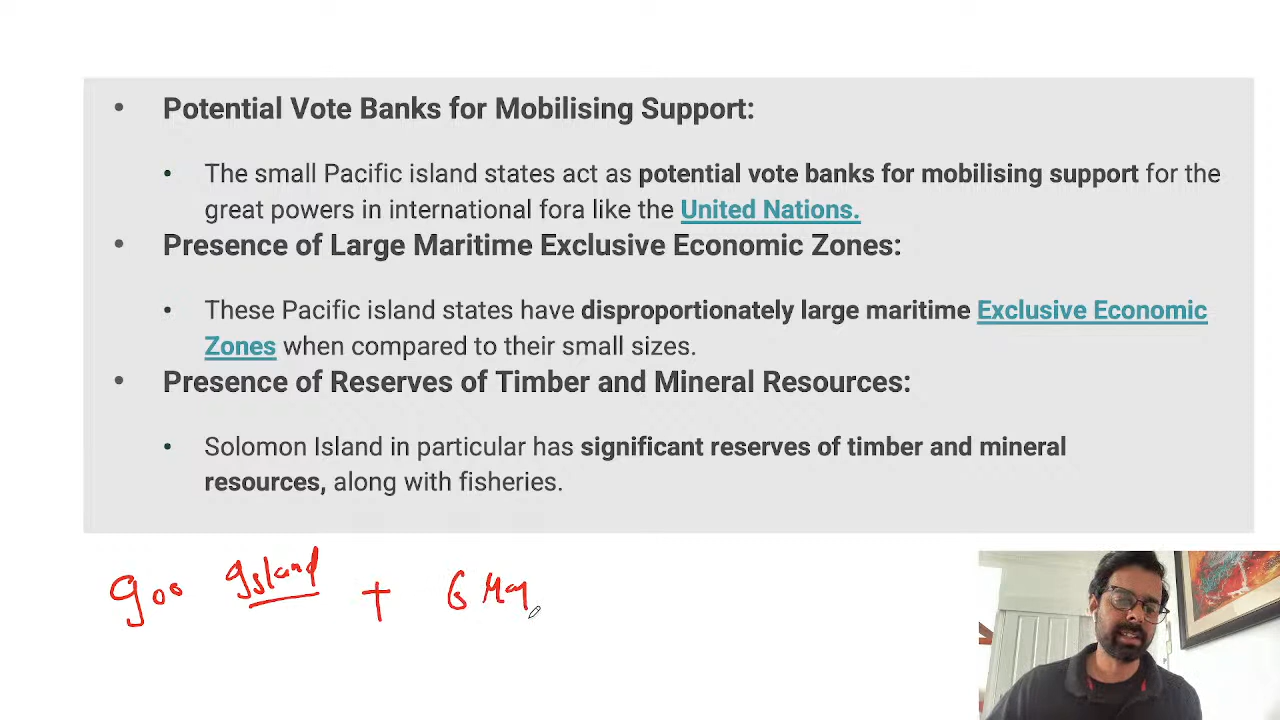 • Potential Vote Banks for Mobilising Support:
• The small Pacific island states act as potential vote banks for mobilising support for the
great powers in international fora like the United Nations.
• Presence of Large Maritime Exclusive Economic Zones:
• These Pacific island states have disproportionately large maritime Exclusive Economic
Zones when compared to their small sizes.
• Presence of Reserves of Timber and Mineral Resources:
• Solomon Island in particular has significant reserves of timber and mineral
resources, along with fisheries.
900 Island + 6 Maj